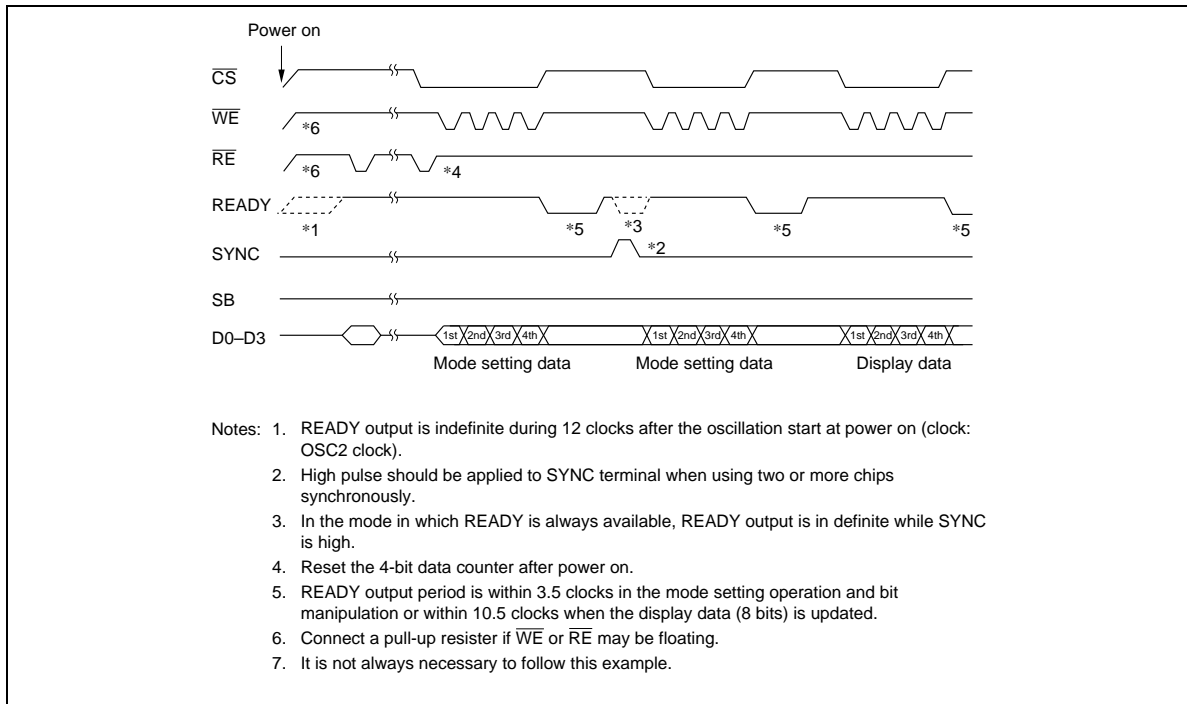 Power on
CS
WE
*6
RE
*6
*4
READY
*1
*5
*3
*5
*5
SYNC
*2
SB
D0–D3
1st 2nd 3rd 4th
1st 2nd 3rd 4th
1st 2nd 3rd 4th
Mode setting data
Mode setting data
Display data
Notes: 1. READY output is indefinite during 12 clocks after the oscillation start at power on (clock:
OSC2 clock).
2. High pulse should be applied to SYNC terminal when using two or more chips
synchronously.
3. In the mode in which READY is always available, READY output is in definite while SYNC
is high.
4. Reset the 4-bit data counter after power on.
5. READY output period is within 3.5 clocks in the mode setting operation and bit
manipulation or within 10.5 clocks when the display data (8 bits) is updated.
6. Connect a pull-up resister if WE or RE may be floating.
7. It is not always necessary to follow this example.